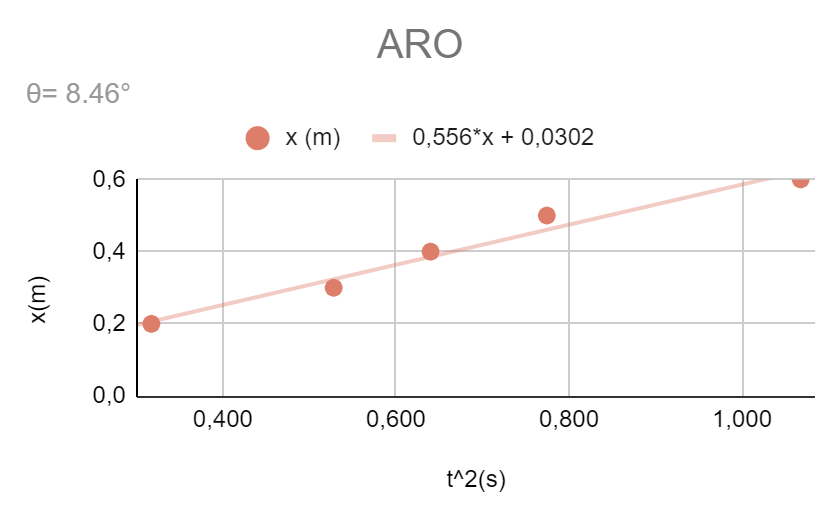 ARO
θ= 8.46°
x (m) 0,556*x + 0,0302
0,6
0,4
0,2
0,0
x(m)
0,400 0,600 0,800 1,000
t^2(s)